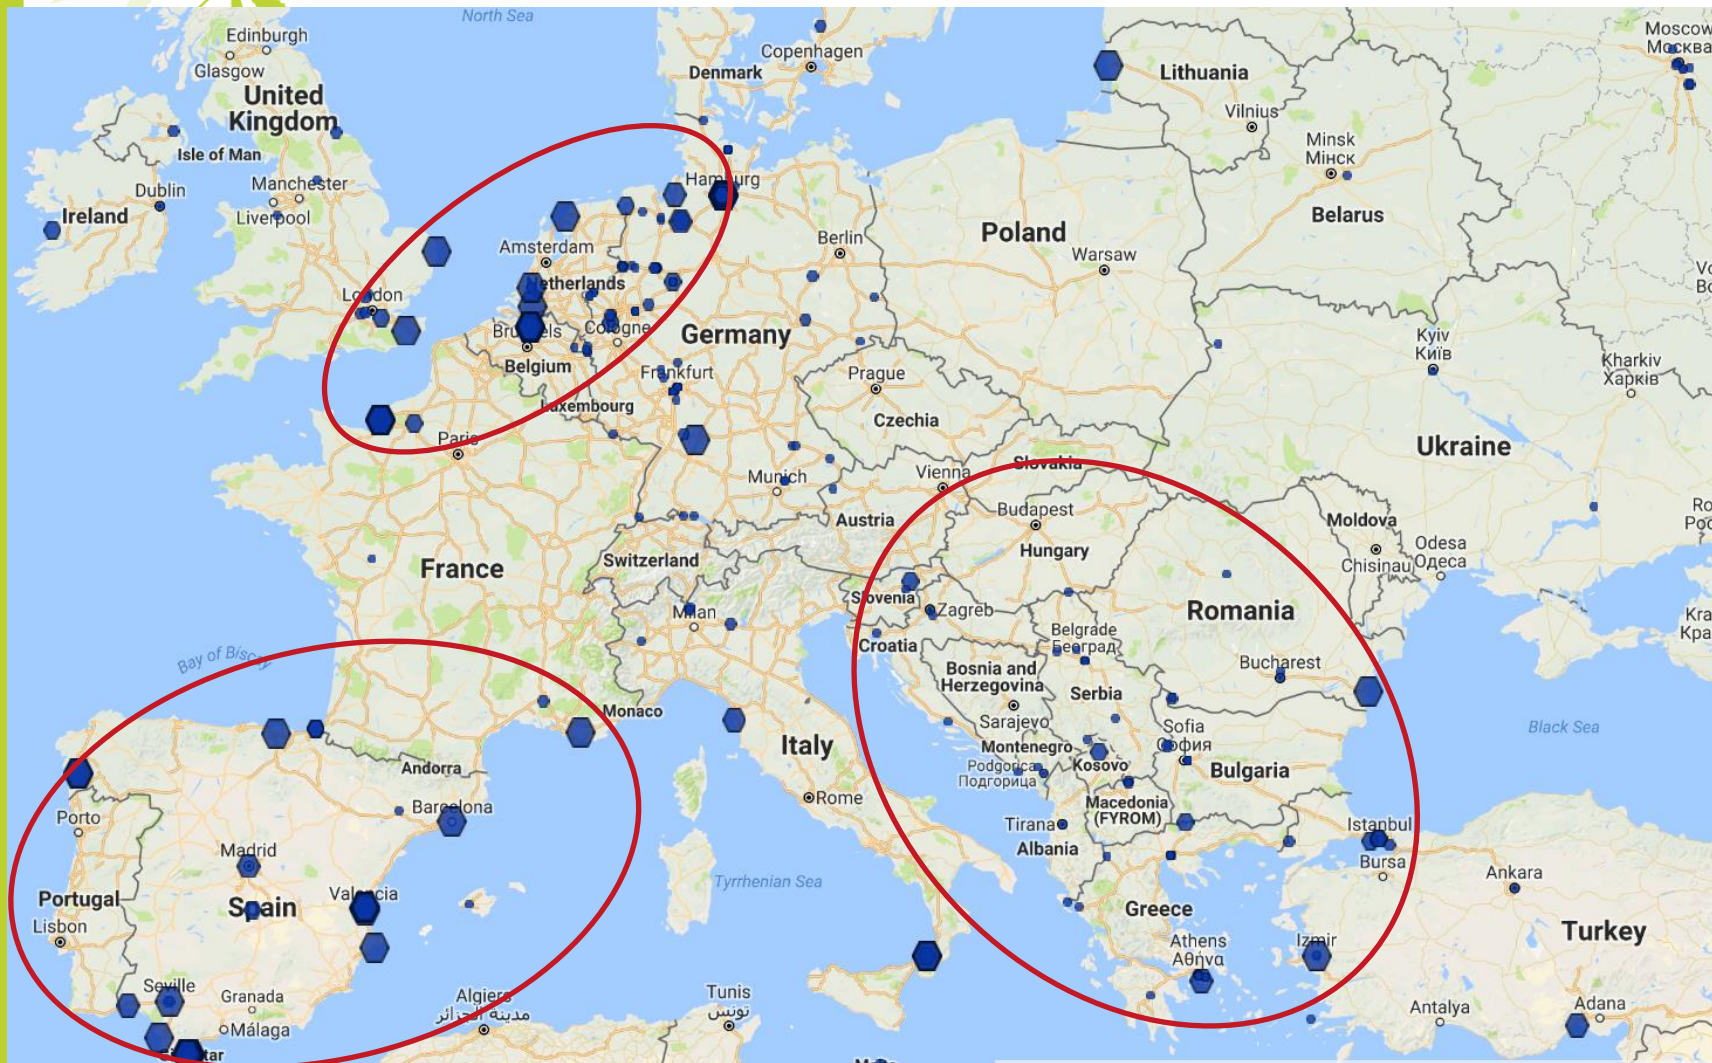 North Sea
Edinburgh
Glasgow
United
Kingdom
Isle of Man
Dublin
Manchester
Ireland
Liverpool
London
Copenhagen
Denmark
Lithuania
Vilnius
Minsk
Мінск
Belarus
Moscow
Москва
Hamburg
Amsterdam
Netherlands
Berlin
Poland
Warsaw
Brussels
Cologne
Belgium
Germany
Frankfurt
Luxembourg
Paris
Prague
Czechia
Kyiv
Київ
Kharkiv
Харків
Ukraine
Munich
Vienna
Slovakia
Austria
Budapest
Hungary
Moldova
Chisinau
Odesa
Одеса
France
Switzerland
Milan
Slovenia
Zagreb
Croatia
Belgrade
Београд
Romania
Bosnia and
Herzegovina
Serbia
Bucharest
Sarajevo
Bay of Biscay
Monaco
Italy
Montenegro
Podgorica
Подгорица
Kosovo
Sofia
София
Bulgaria
Black Sea
Andorra
Barcelona
Porto
Rome
Macedonia
(FYROM)
Tirana
Albania
Istanbul
Bursa
Ankara
Madrid
Portugal
Spain
Valencia
Lisbon
Tyrrhenian Sea
Greece
Athens
Αθήνα
Izmir
Turkey
Seville
Granada
Málaga
Gibraltar
Algiers
مدينة الجزائر
Tunis
تونس
Antalya
Adana